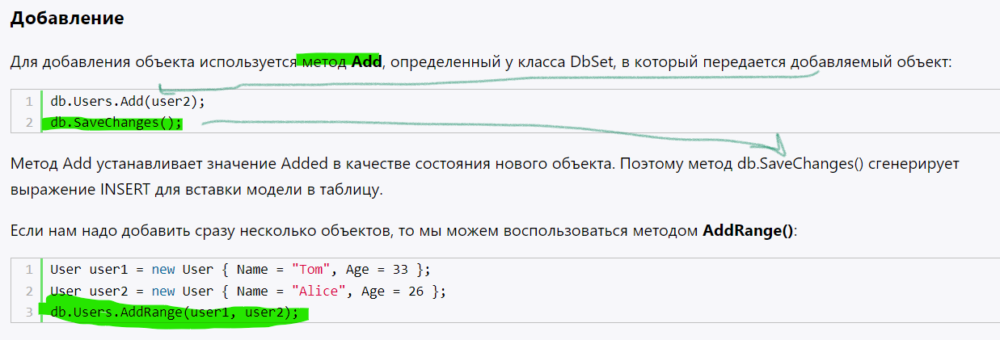 Добавление
Для добавления объекта используется метод Add, определенный у класса DbSet, в который передается добавляемый объект:
1 db.Users.Add(user2);
2 db.SaveChanges();
Метод Add устанавливает значение Added в качестве состояния нового объекта. Поэтому метод db.SaveChanges() сгенерирует
выражение INSERT для вставки модели в таблицу.
Если нам надо добавить сразу несколько объектов, то мы можем воспользоваться методом AddRange():
1 User user1 = new User { Name = "Tom", Age = 33 };
2 User user2 = new User { Name = "Alice", Age = 26 };
3 db.Users.AddRange(user1, user2);